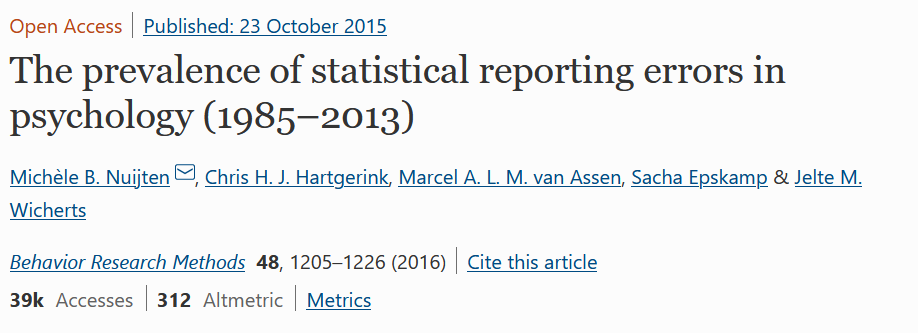 Open Access | Published: 23 October 2015
The prevalence of statistical reporting errors in
psychology (1985–2013)
Michèle B. Nuijten, Chris H. J. Hartgerink, Marcel A. L. M. van Assen, Sacha Epskamp & Jelte M.
Wicherts
Behavior Research Methods 48, 1205–1226 (2016) | Cite this article
39k Accesses | 312 Altmetric | Metrics